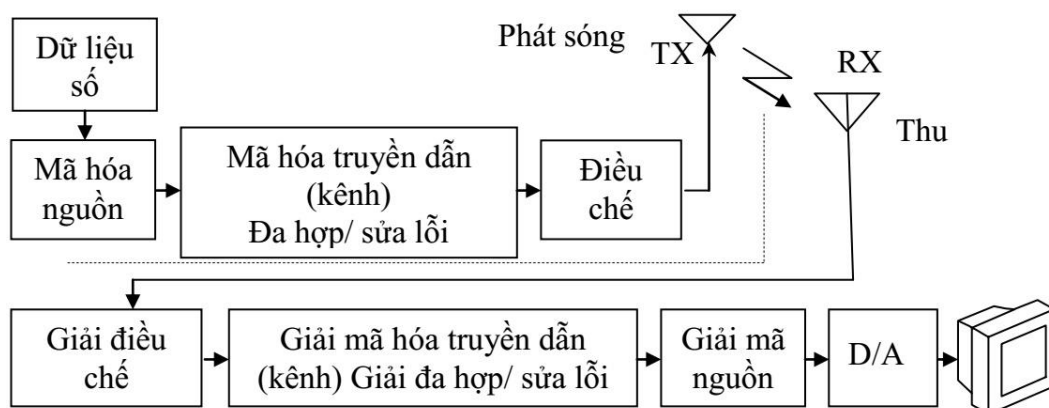 Dữ liệu
số
Phát sóng
TX
RX
Thu
Mã hóa
nguồn
Mã hóa truyền dẫn
(kênh)
Đa hợp/ sửa lỗi
Điều
chế
Giải điều
chế
Giải mã hóa truyền dẫn
(kênh) Giải đa hợp/ sửa lỗi
Giải mã
nguồn
D/A